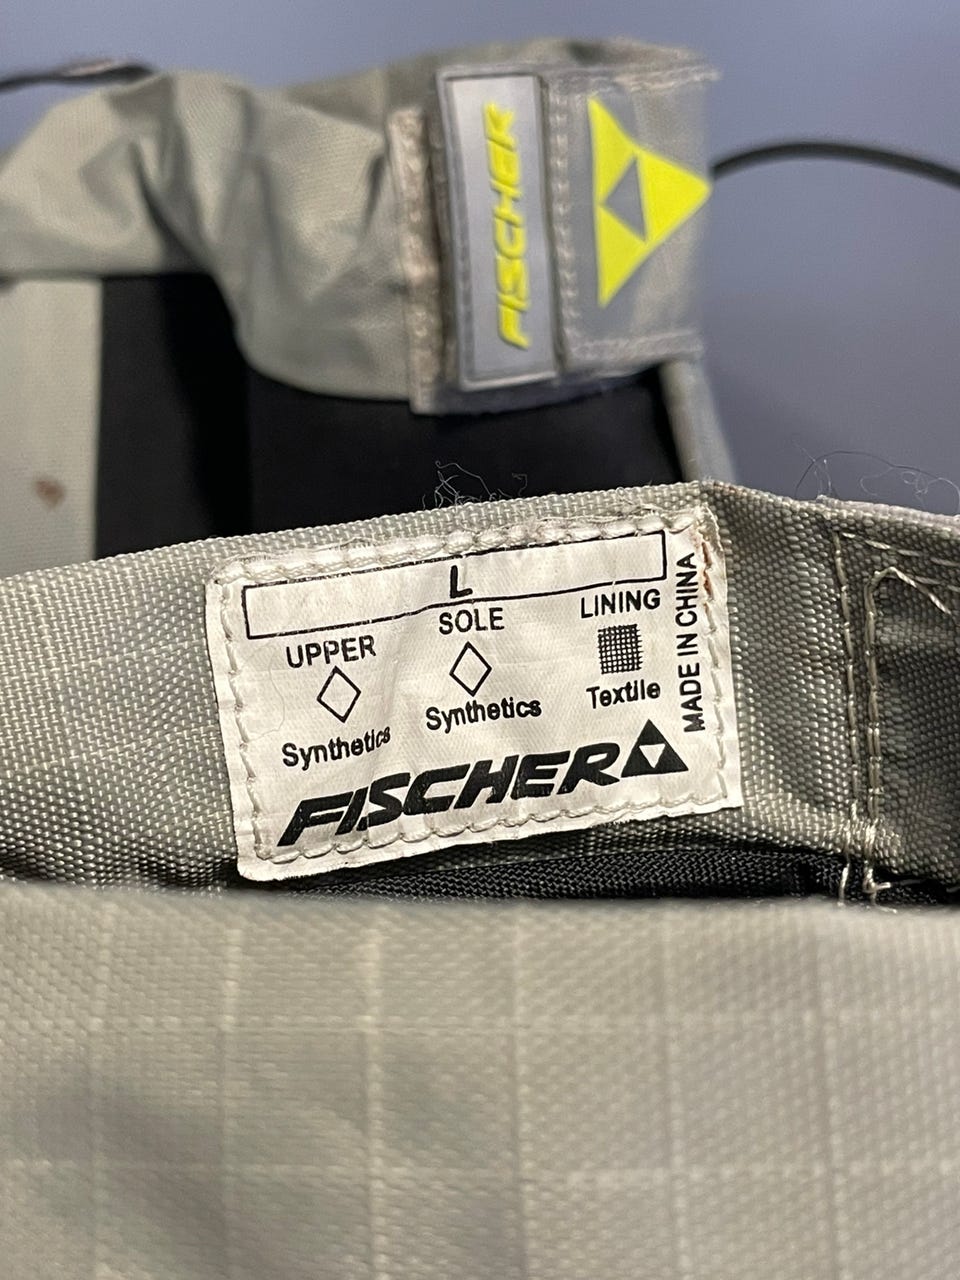 FISCHER
L
UPPER SOLE LINING
Synthetics Synthetics Textile
MADE IN CHINA
FISCHER